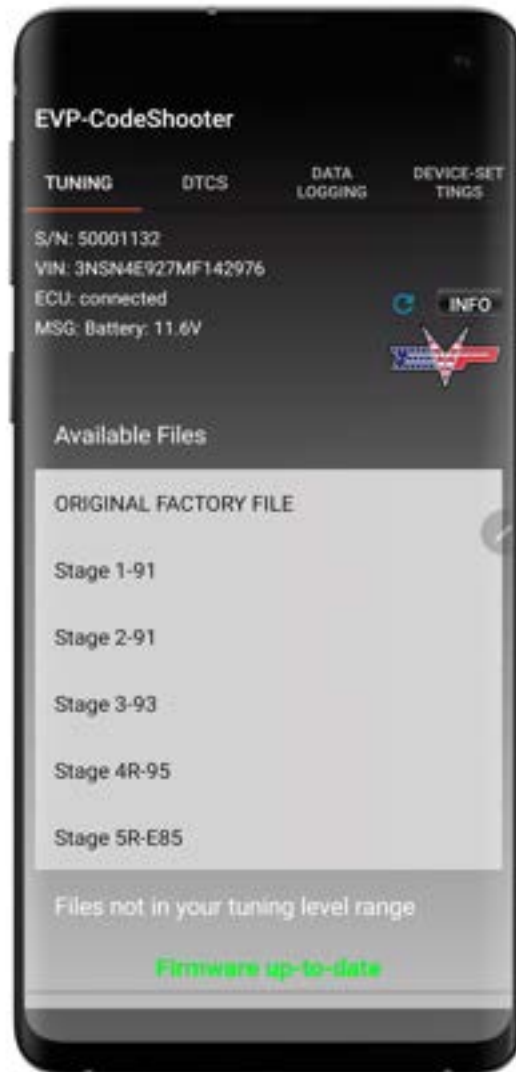 EVP-CodeShooter
TUNING
DTCS
DATA
LOGGING
DEVICE-SET
TINGS
S/N: 50001132
VIN: 3NSN4E927MF142976
ECU: connected
MSG: Battery: 11.6V
INFO
Available Files
ORIGINAL FACTORY FILE
Stage 1-91
Stage 2-91
Stage 3-93
Stage 4R-95
Stage 5R-E85
Files not in your tuning level range
Firmware up-to-date